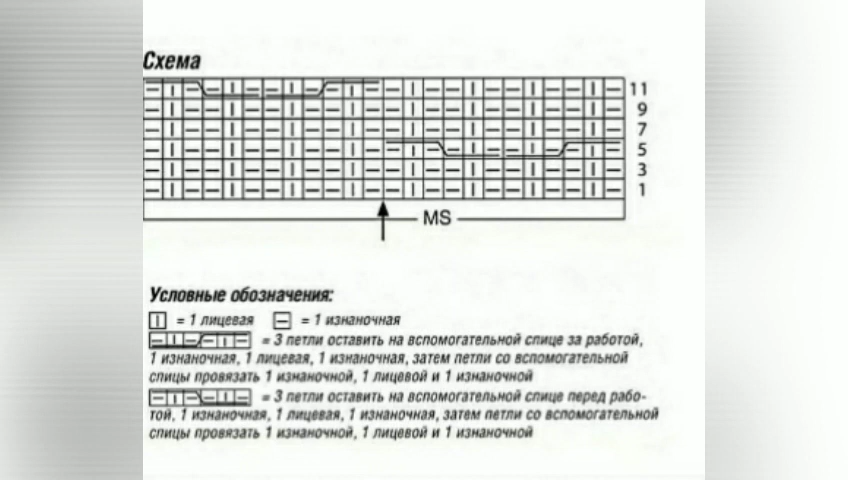 Схема
11
9
7
5
3
1
MS
Условные обозначения:
= 1 лицевая = 1 изнаночная
= 3 петли оставить на вспомогательной спице за работой,
1 изнаночная, 1 лицевая, 1 изнаночная, затем петли со вспомогательной
спицы провязать 1 изнаночной, 1 лицевой и 1 изнаночной
= 3 петли оставить на вспомогательной спице перед рабо-
той, 1 изнаночная, 1 лицевая, 1 изнаночная, затем петли со вспомогательной
спицы провязать 1 изнаночной, 1 лицевой и 1 изнаночной